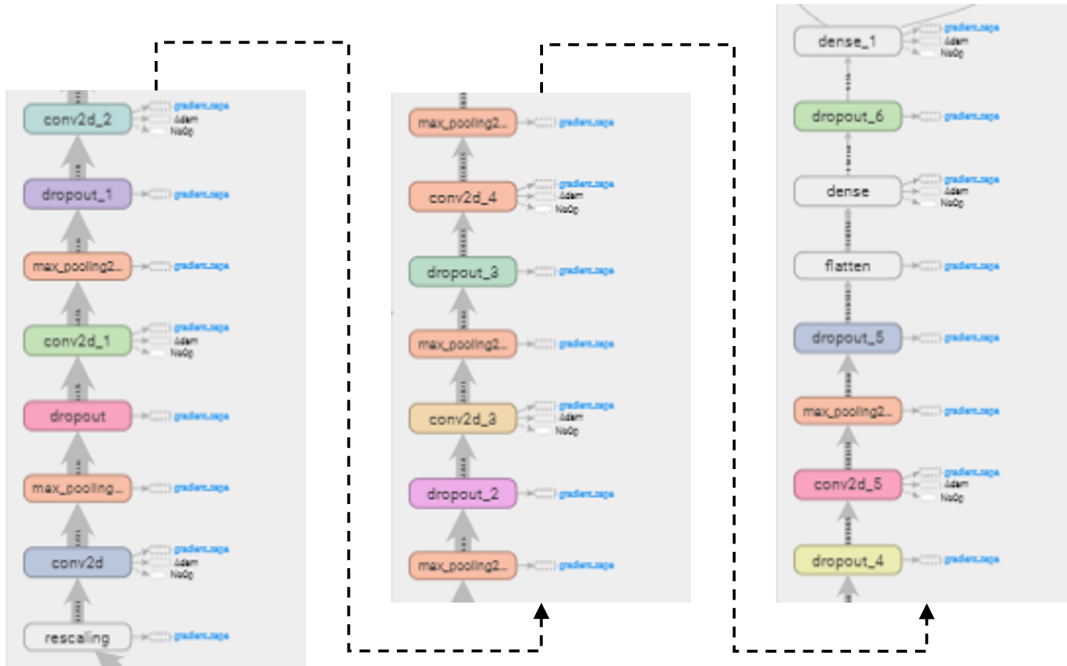 conv2d_2
gradient_tape
Adam
NoOp
dropout_1
gradient_tape
max_pooling2...
gradient_tape
conv2d_1
gradient_tape
Adam
NoOp
dropout
gradient_tape
max_pooling...
gradient_tape
conv2d
gradient_tape
Adam
NoOp
rescaling
gradient_tape
max_pooling2...
gradient_tape
conv2d_4
gradient_tape
Adam
NoOp
dropout_3
gradient_tape
max_pooling2...
gradient_tape
conv2d_3
gradient_tape
Adam
NoOp
dropout_2
gradient_tape
max_pooling2...
gradient_tape
dense_1
gradient_tape
Adam
NoOp
dropout_6
gradient_tape
dense
gradient_tape
Adam
NoOp
flatten
gradient_tape
dropout_5
gradient_tape
max_pooling2...
gradient_tape
conv2d_5
gradient_tape
Adam
NoOp
dropout_4
gradient_tape